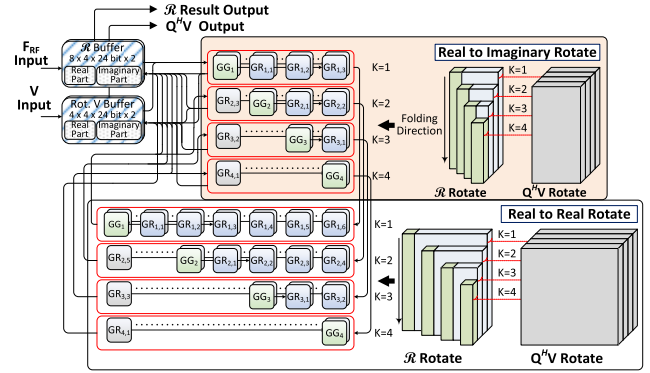 ℛ Result Output
QᴴV Output
F_RF
Input
ℛ Buffer
8 x 4 x 24 bit x 2
Real
Part
Imaginary
Part
V
Input
Rot. V Buffer
4 x 4 x 24 bit x 2
Real
Part
Imaginary
Part
Real to Imaginary Rotate
GG₁ GR₁,₁ GR₁,₂ GR₁,₃ K=1
GR₂,₃ GG₂ GR₂,₁ GR₂,₂ K=2
GR₃,₂ GG₃ GR₃,₁ K=3
GR₄,₁ GG₄ K=4
Folding
Direction
K=1
K=2
K=3
K=4
ℛ Rotate
QᴴV Rotate
Real to Real Rotate
GG₁ GR₁,₁ GR₁,₂ GR₁,₃ GR₁,₄ GR₁,₅ GR₁,₆ K=1
GR₂,₅ GG₂ GR₂,₁ GR₂,₂ GR₂,₃ GR₂,₄ K=2
GR₃,₃ GG₃ GR₃,₁ GR₃,₂ K=3
GR₄,₁ GG₄ K=4
K=1
K=2
K=3
K=4
ℛ Rotate
QᴴV Rotate